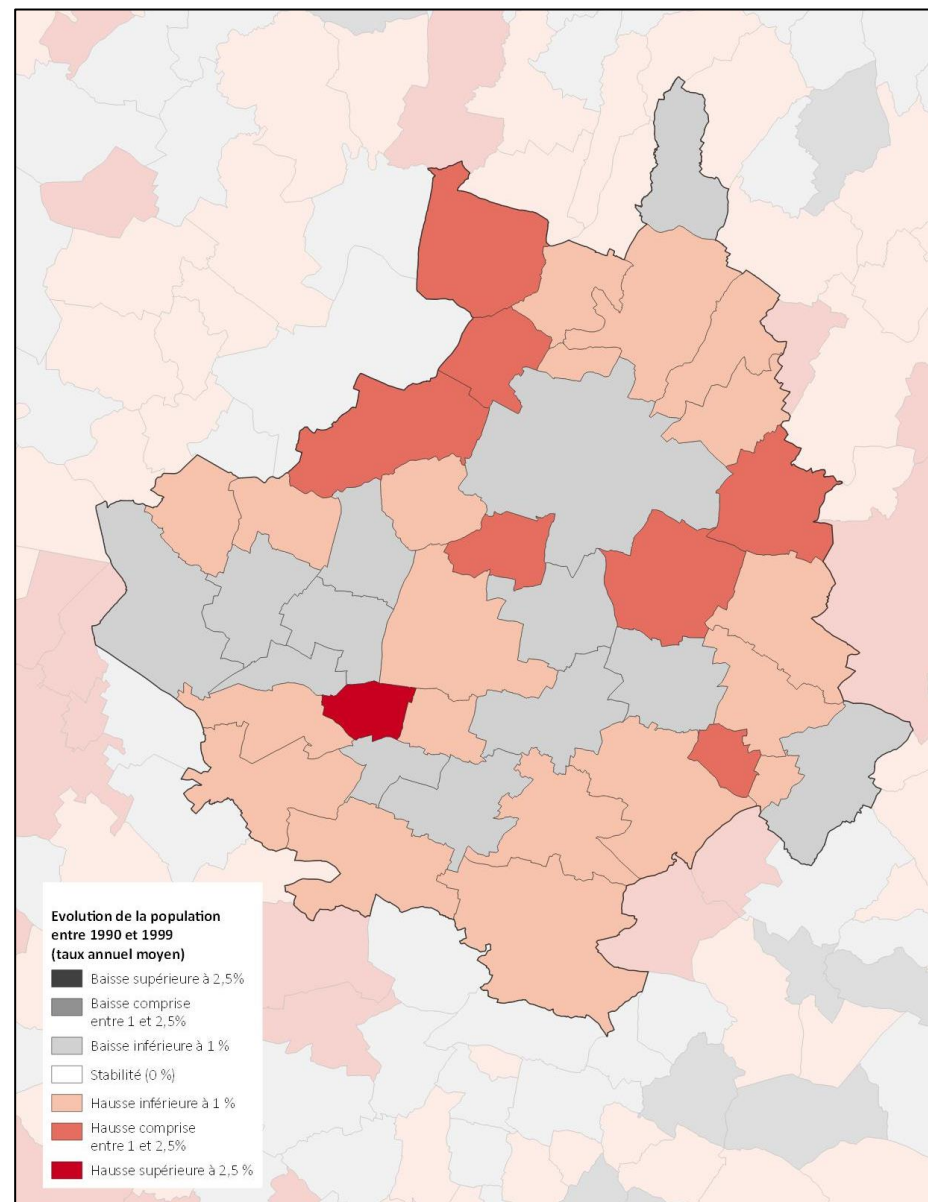 Evolution de la population
entre 1990 et 1999
(taux annuel moyen)
Baisse supérieure à 2,5%
Baisse comprise
entre 1 et 2,5%
Baisse inférieure à 1 %
Stabilité (0 %)
Hausse inférieure à 1 %
Hausse comprise
entre 1 et 2,5%
Hausse supérieure à 2,5 %